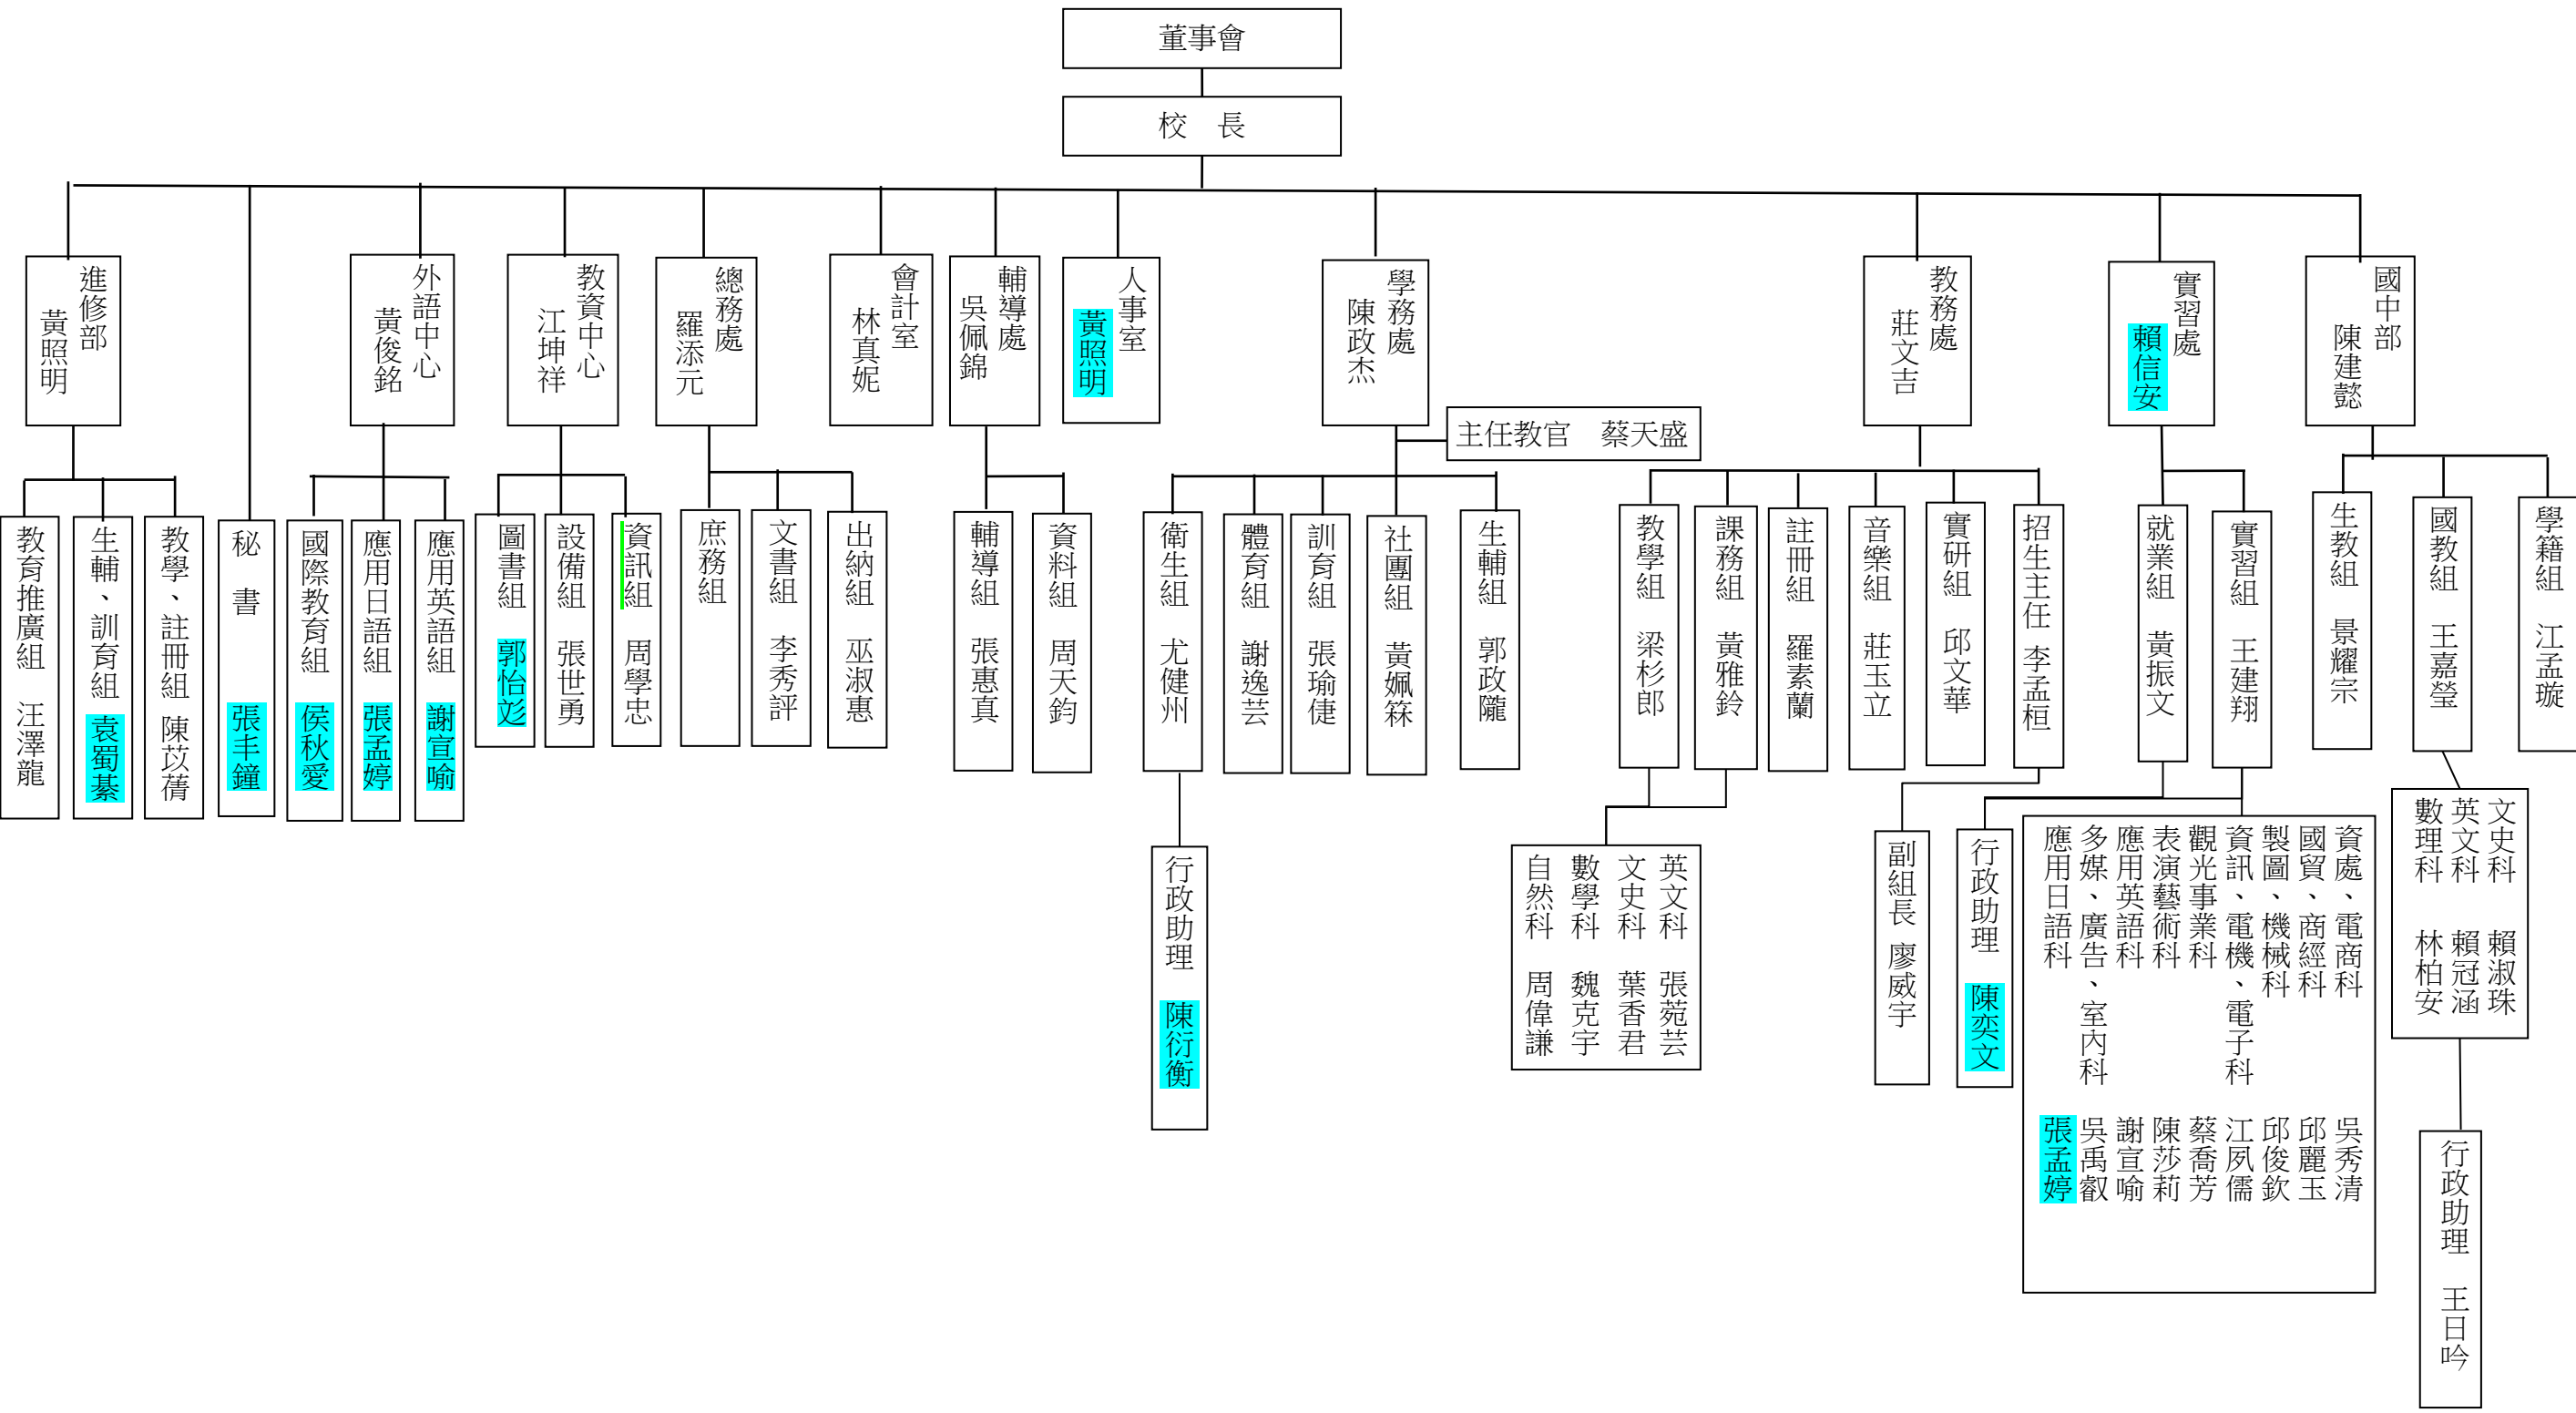 董事會
校　長
進修部
黃照明
外語中心
黃俊銘
教資中心
江坤祥
總務處
羅添元
會計室
林真妮
輔導處
吳佩錦
人事室
黃照明
學務處
陳政杰
教務處
莊文吉
實習處
賴信安
國中部
陳建懿
主任教官　蔡天盛
教育推廣組　汪澤龍
生輔、訓育組 袁蜀綦
教學、註冊組 陳苡蒨
秘　書　　　張丰鐘
國際教育組　侯秋愛
應用日語組　張孟婷
應用英語組　謝宣喻
圖書組　郭怡彣
設備組　張世勇
資訊組　周學忠
庶務組
文書組　李秀評
出納組　巫淑惠
輔導組　張惠真
資料組　周天鈞
衛生組　尤健州
體育組　謝逸芸
訓育組　張瑜倢
社團組　黃姵箖
生輔組　郭政隴
教學組　梁杉郎
課務組　黃雅鈴
註冊組　羅素蘭
音樂組　莊玉立
實研組　邱文華
招生主任 李孟桓
就業組　黃振文
實習組　王建翔
生教組　景耀宗
國教組　王嘉瑩
學籍組　江孟璇
行政助理　陳衍衡
英文科　張菀芸
文史科　葉香君
數學科　魏克宇
自然科　周偉謙
副組長 廖威宇
行政助理　陳奕文
資處、電商科　　　　吳秀清
國貿、商經科　　　　邱麗玉
製圖、機械科　　　　邱俊欽
資訊、電機、電子科　江夙儒
觀光事業科　　　　　蔡喬芳
表演藝術科　　　　　陳莎莉
應用英語科　　　　　謝宣喻
多媒、廣告、室內科　吳禹叡
應用日語科　　　　　張孟婷
文史科　賴淑珠
英文科　賴冠涵
數理科　林柏安
行政助理　王日吟